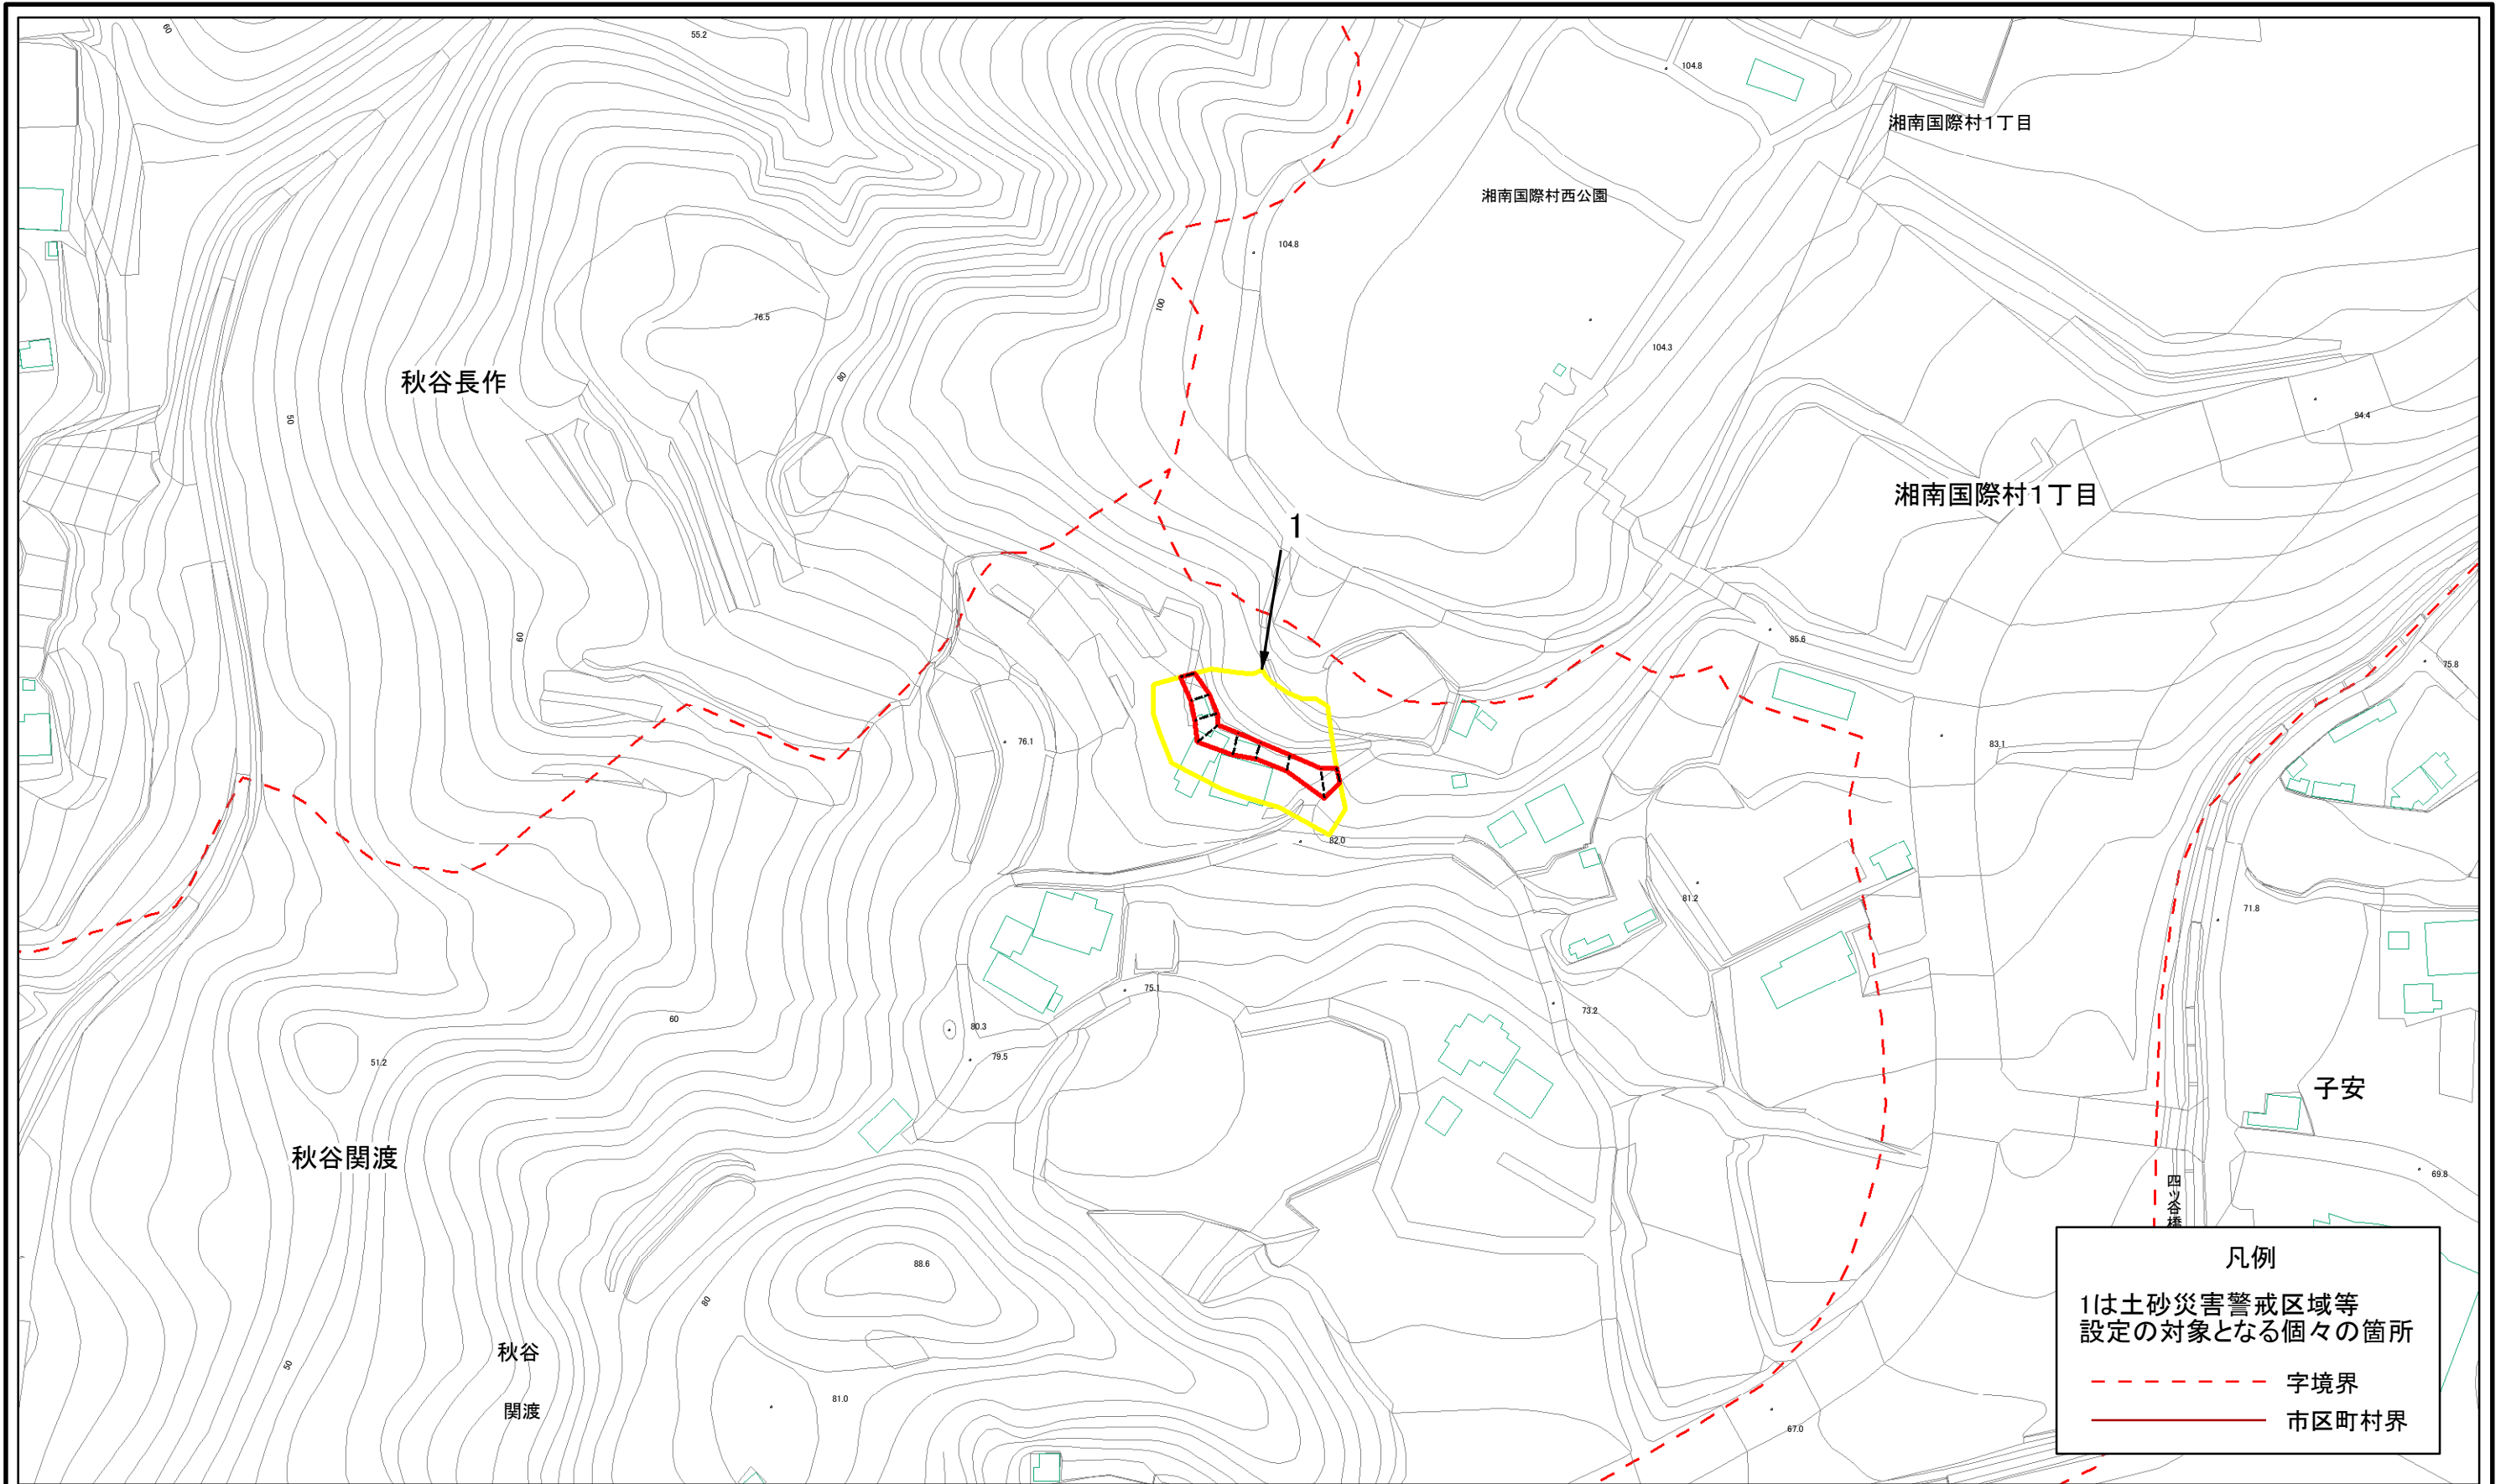 60
55.2
104.8
湘南国際村1丁目
湘南国際村西公園
104.8
100
76.5
104.3
80
秋谷長作
50
94.4
湘南国際村1丁目
1
60
85.6
75.8
76.1
83.1
82.0
81.2
71.8
75.1
73.2
60
80.3
79.5
51.2
子安
秋谷関渡
69.8
四ツ谷橋
88.6
80
秋谷
関渡
50
81.0
67.0
凡例
1は土砂災害警戒区域等
設定の対象となる個々の箇所
字境界
市区町村界